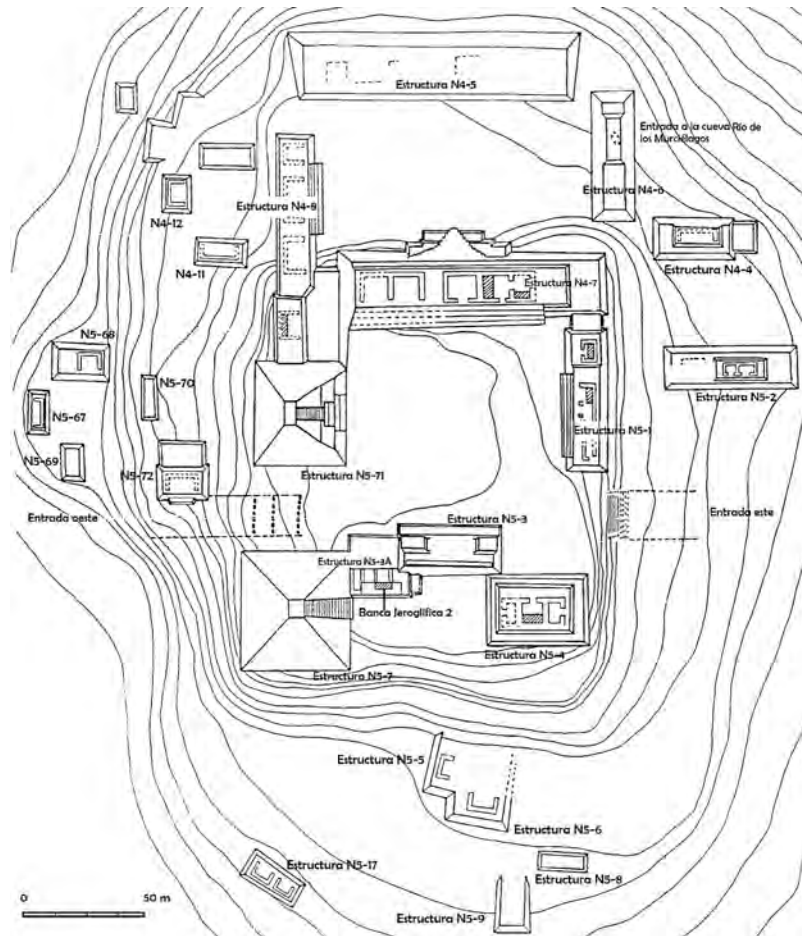 Estructura N4-5
Entrada a la cueva Río de
los Murciélagos
Estructura N4-6
N4-12
Estructura N4-9
N4-11
Estructura N4-4
Estructura N4-7
N5-68
N5-70
Estructura N5-2
N5-67
Estructura N5-1
N5-69
N5-72
Estructura N5-71
Entrada oeste
Estructura N5-3
Entrada este
Estructura N5-3A
Banca Jeroglífica 2
Estructura N5-4
Estructura N5-7
Estructura N5-5
Estructura N5-6
Estructura N5-17
Estructura N5-8
Estructura N5-9
0 50 m